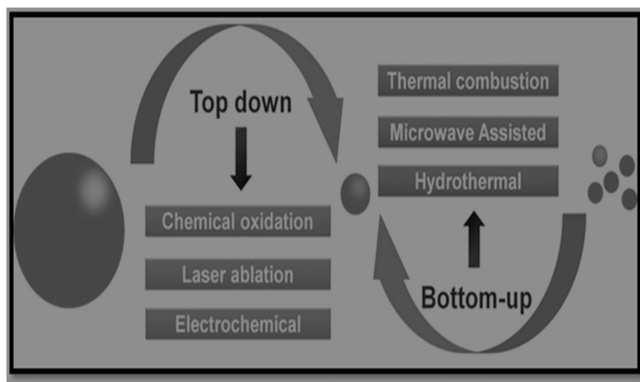 Top down
Chemical oxidation
Laser ablation
Electrochemical
Thermal combustion
Microwave Assisted
Hydrothermal
Bottom-up